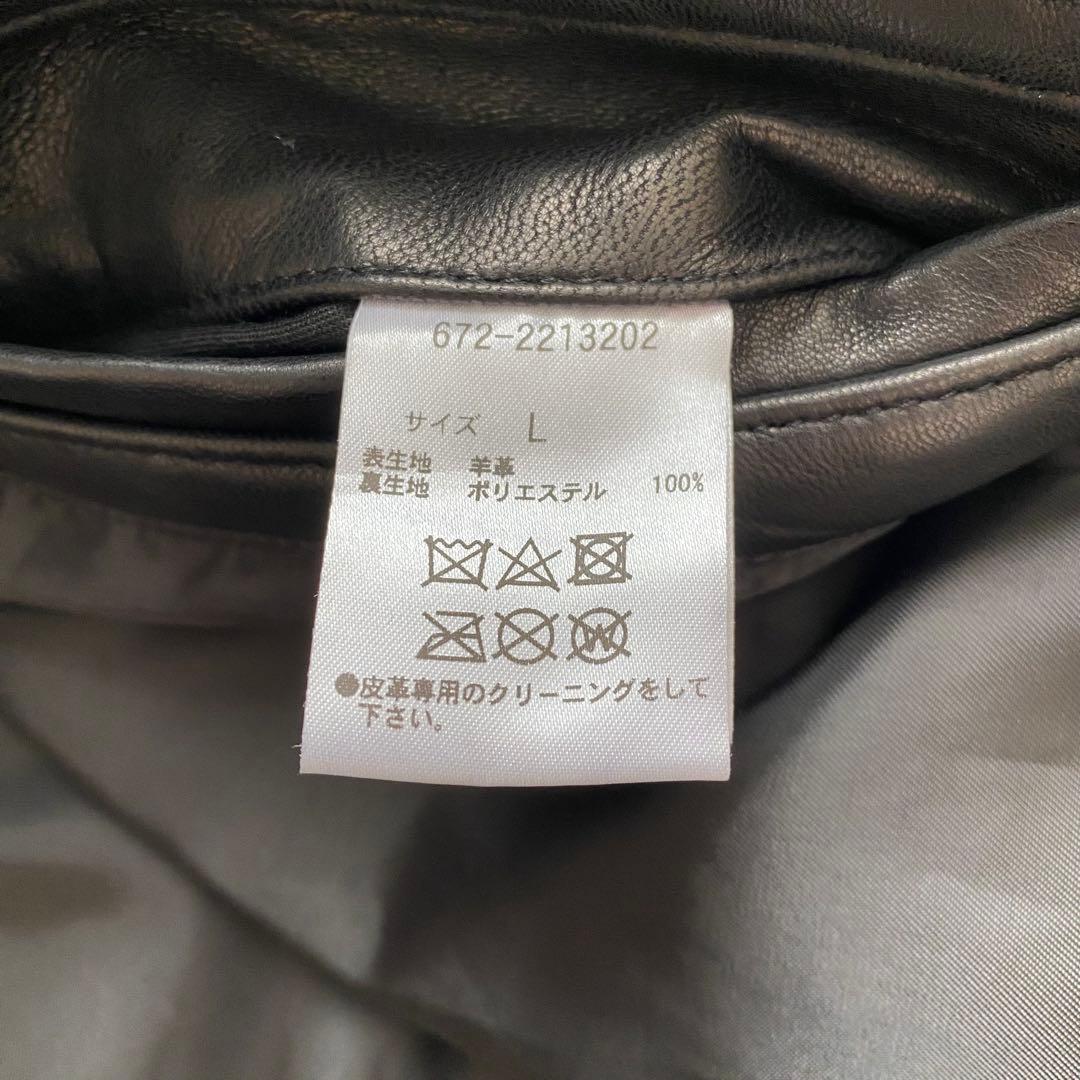 672-2213202
サイズ L
表生地 羊革
裏生地 ポリエステル 100%
W
●皮革専用のクリーニングをして
下さい。